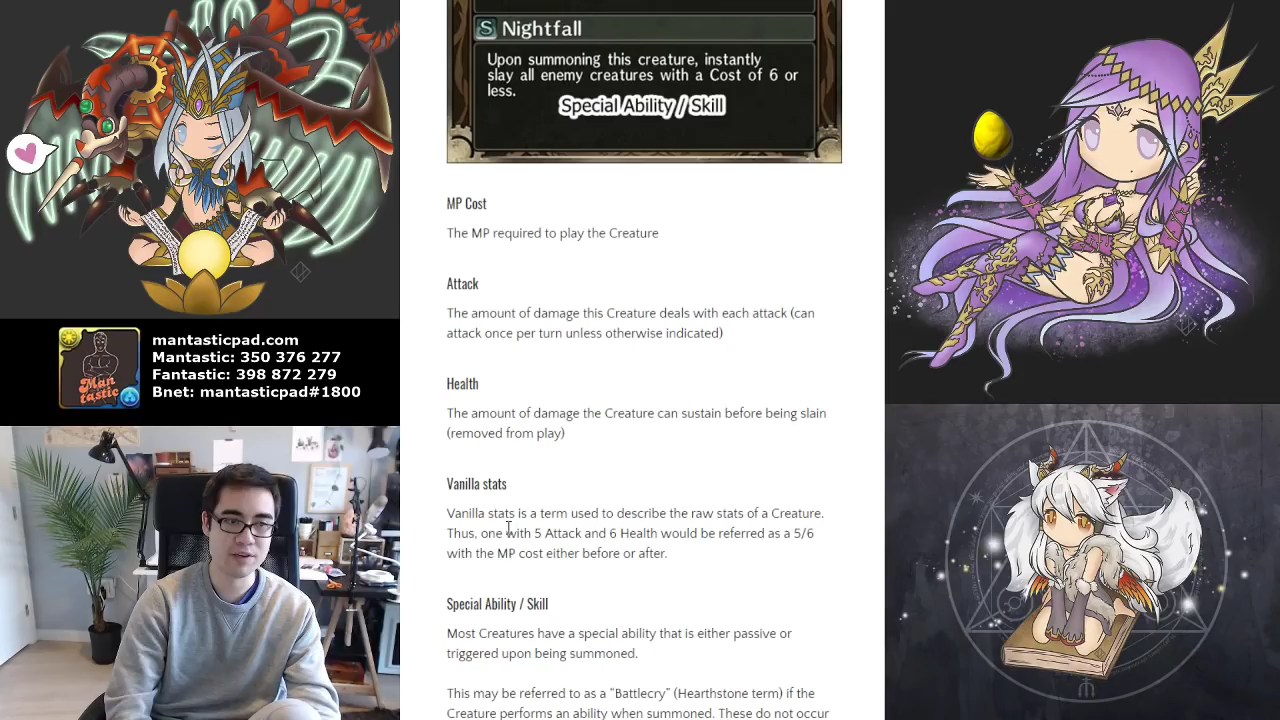 S Nightfall
Upon summoning this creature, instantly
slay all enemy creatures with a Cost of 6 or
less.
Special Ability / Skill
MP Cost
The MP required to play the Creature
Attack
The amount of damage this Creature deals with each attack (can
attack once per turn unless otherwise indicated)
Health
The amount of damage the Creature can sustain before being slain
(removed from play)
Vanilla stats
Vanilla stats is a term used to describe the raw stats of a Creature.
Thus, one with 5 Attack and 6 Health would be referred as a 5/6
with the MP cost either before or after.
Special Ability / Skill
Most Creatures have a special ability that is either passive or
triggered upon being summoned.
This may be referred to as a “Battlecry” (Hearthstone term) if the
Creature performs an ability when summoned. These do not occur
Man
tastic
mantasticpad.com
Mantastic: 350 376 277
Fantastic: 398 872 279
Bnet: mantasticpad#1800